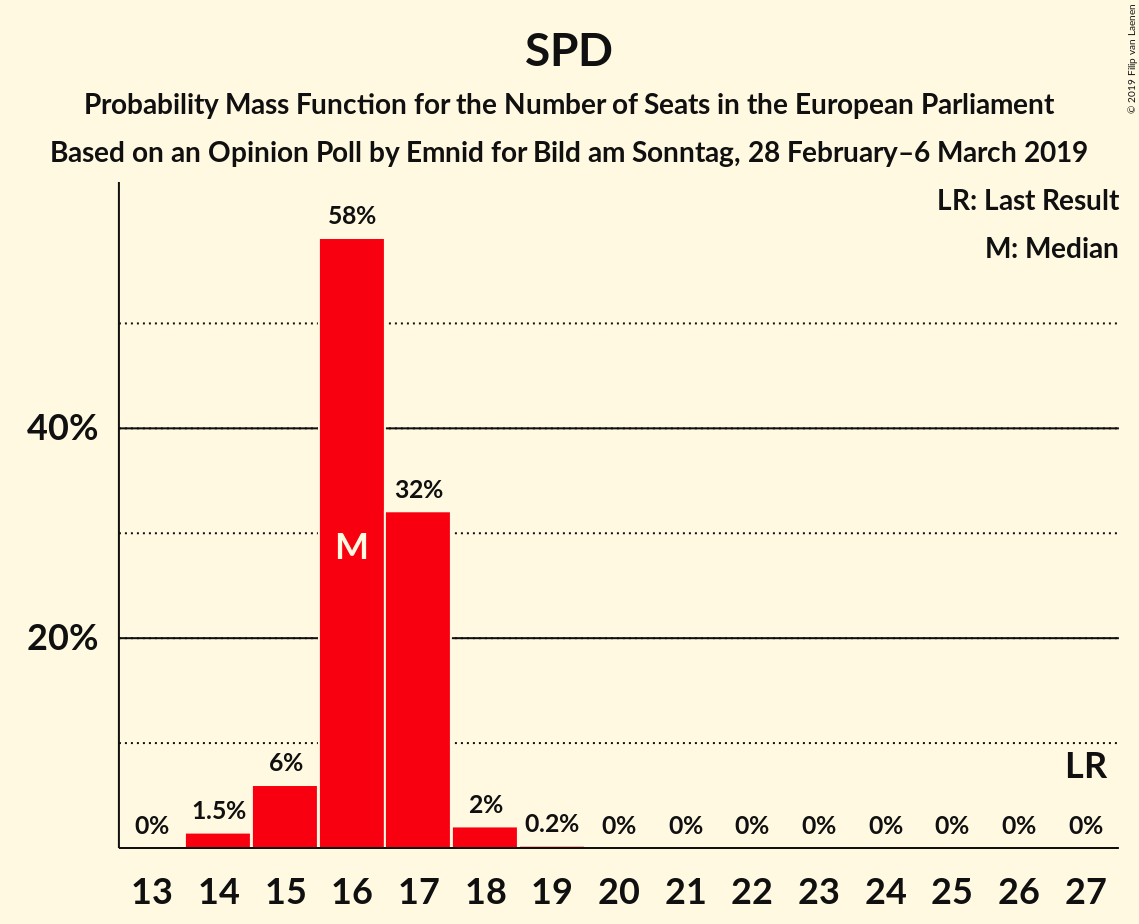 SPD
Probability Mass Function for the Number of Seats in the European Parliament
Based on an Opinion Poll by Emnid for Bild am Sonntag, 28 February–6 March 2019
© 2019 Filip van Laenen
LR: Last Result
M: Median
58%
40%
32%
M
20%
LR
6%
2%
1.5%
0% 0.2% 0% 0% 0% 0% 0% 0% 0% 0%
13 14 15 16 17 18 19 20 21 22 23 24 25 26 27